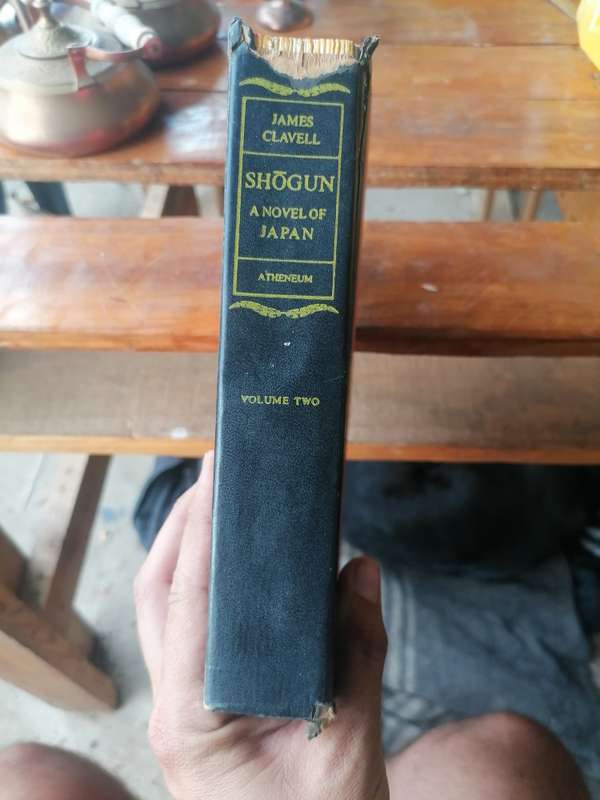 JAMES
CLAVELL
SHŌGUN
A NOVEL OF
JAPAN
ATHENEUM
VOLUME TWO